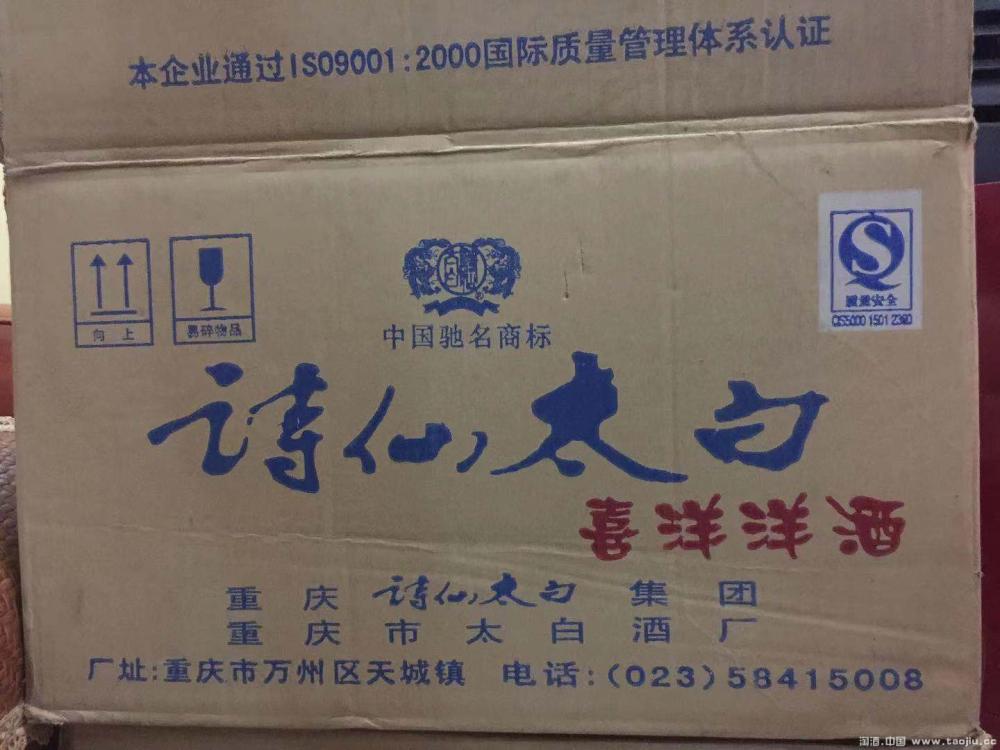 本企业通过ISO9001:2000国际质量管理体系认证
向上
易碎物品
中国驰名商标
质量安全
诗仙太白
喜洋洋酒
重庆诗仙太白集团
重庆市太白酒厂
厂址:重庆市万州区天城镇 电话:(023)58415008
淘酒.中国 www.taojiu.cc